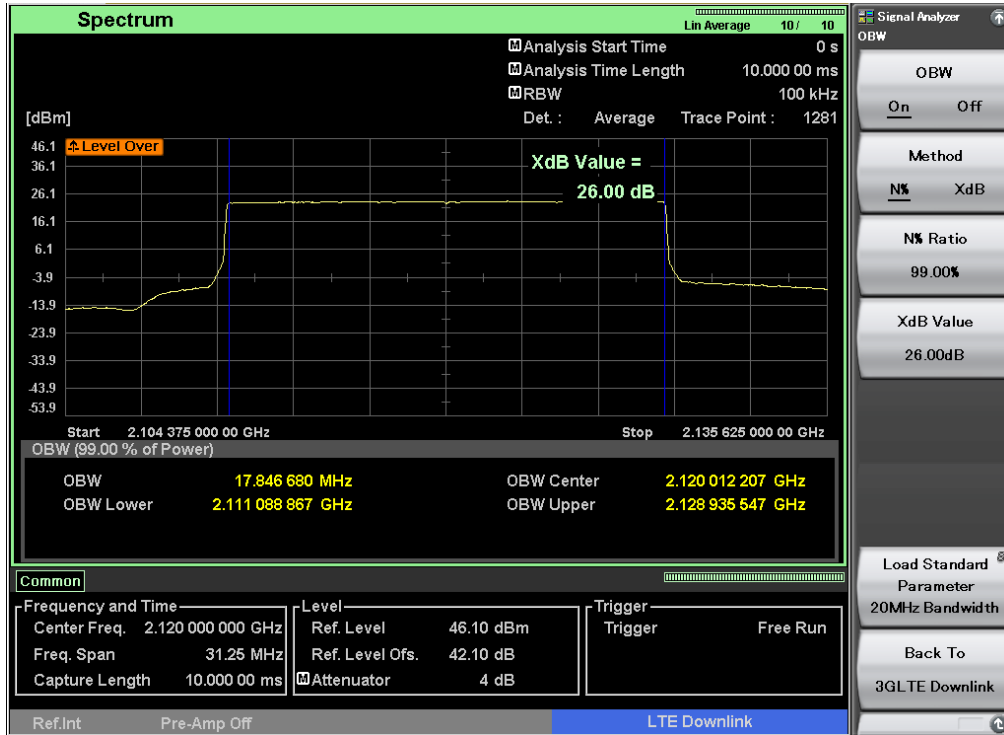 Spectrum
Lin Average 10/ 10
M Analysis Start Time 0 s
M Analysis Time Length 10.000 00 ms
M RBW 100 kHz
[dBm] Det. : Average Trace Point : 1281
Level Over
XdB Value =
26.00 dB
46.1
36.1
26.1
16.1
6.1
-3.9
-13.9
-23.9
-33.9
-43.9
-53.9
Start 2.104 375 000 00 GHz Stop 2.135 625 000 00 GHz
OBW (99.00 % of Power)
OBW 17.846 680 MHz OBW Center 2.120 012 207 GHz
OBW Lower 2.111 088 867 GHz OBW Upper 2.128 935 547 GHz
Common
Frequency and Time
Center Freq. 2.120 000 000 GHz
Freq. Span 31.25 MHz
Capture Length 10.000 00 ms
Level
Ref. Level 46.10 dBm
Ref. Level Ofs. 42.10 dB
M Attenuator 4 dB
Trigger
Trigger Free Run
Ref.Int Pre-Amp Off LTE Downlink
Signal Analyzer
OBW
OBW
On Off
Method
N% XdB
N% Ratio
99.00%
XdB Value
26.00dB
Load Standard
Parameter
20MHz Bandwidth
Back To
3GLTE Downlink